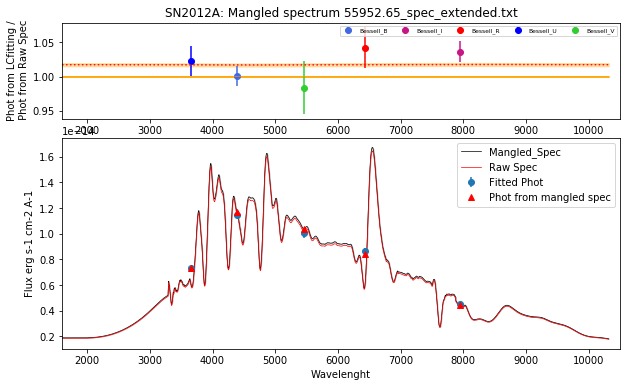 SN2012A: Mangled spectrum 55952.65_spec_extended.txt
Phot from LCfitting /
Phot from Raw Spec
1.05
1.00
0.95
Bessell_B
Bessell_I
Bessell_R
Bessell_U
Bessell_V
2000 3000 4000 5000 6000 7000 8000 9000 10000
1e−14
Flux erg s-1 cm-2 A-1
1.6
1.4
1.2
1.0
0.8
0.6
0.4
0.2
Mangled_Spec
Raw Spec
Fitted Phot
Phot from mangled spec
2000 3000 4000 5000 6000 7000 8000 9000 10000
Wavelenght